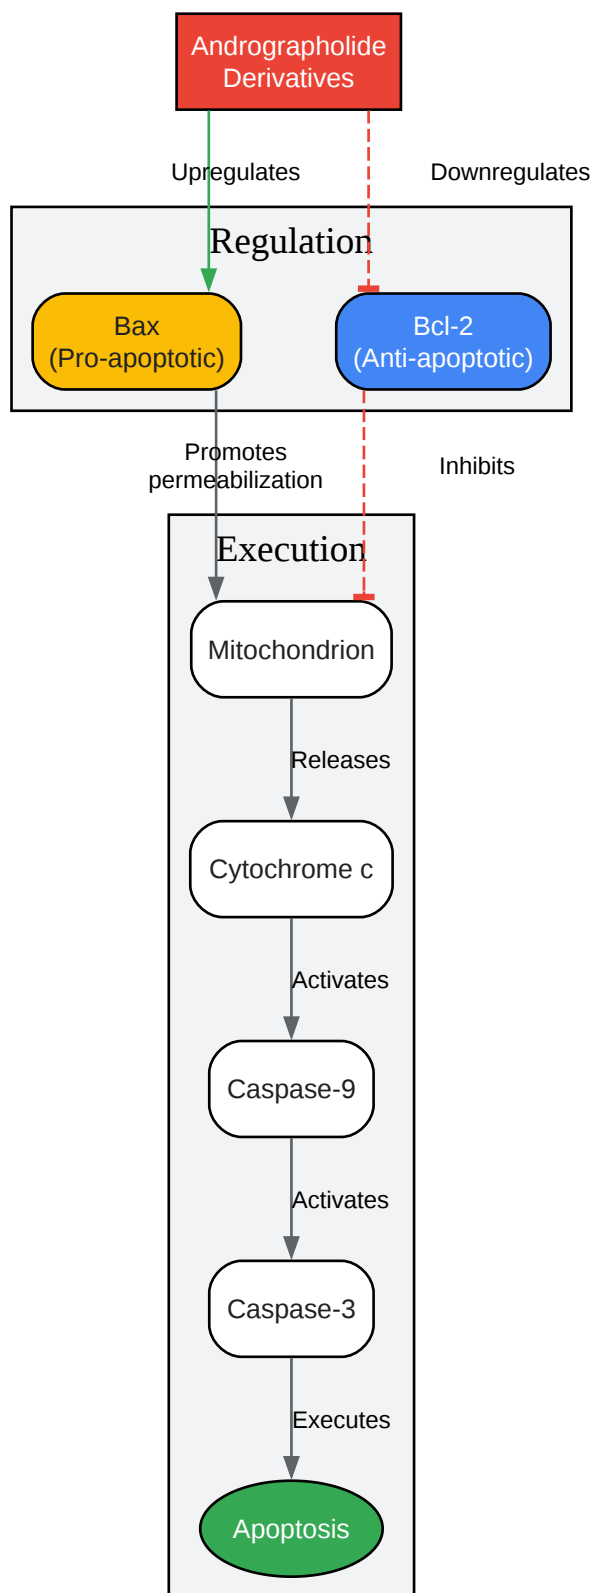 Andrographolide
Derivatives
Upregulates
Downregulates
Regulation
Bax
(Pro-apoptotic)
Bcl-2
(Anti-apoptotic)
Promotes
permeabilization
Inhibits
Execution
Mitochondrion
Releases
Cytochrome c
Activates
Caspase-9
Activates
Caspase-3
Executes
Apoptosis